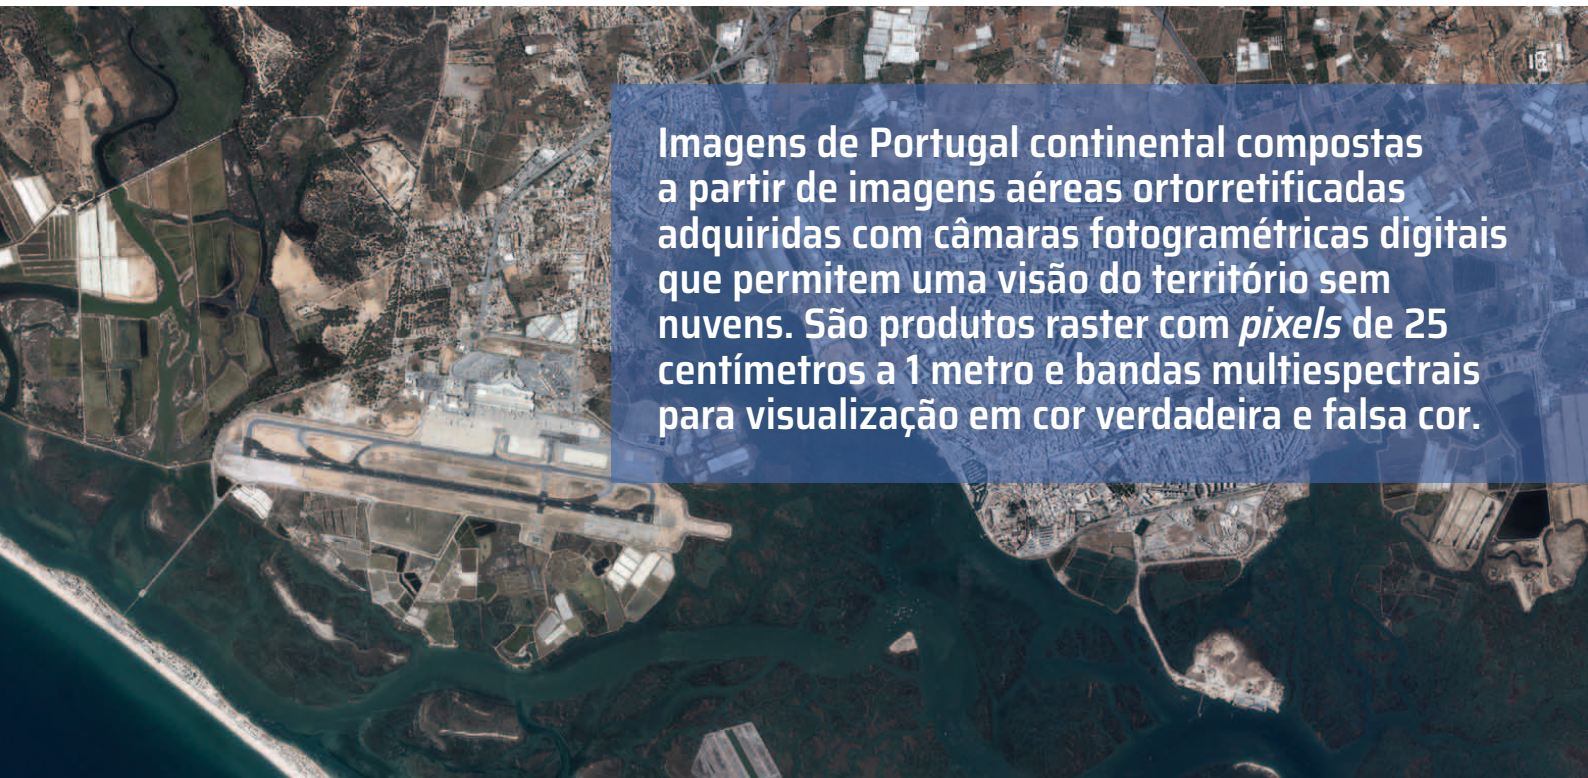 Imagens de Portugal continental compostas
a partir de imagens aéreas ortorretificadas
adquiridas com câmaras fotogramétricas digitais
que permitem uma visão do território sem
nuvens. São produtos raster com pixels de 25
centímetros a 1 metro e bandas multiespectrais
para visualização em cor verdadeira e falsa cor.